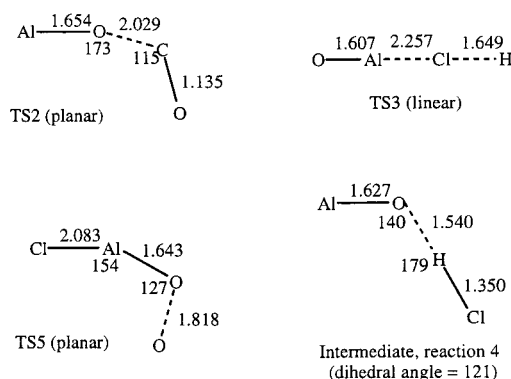 1.654 2.029
Al O C
173 115
1.135
O
TS2 (planar)
1.607 2.257 1.649
O Al Cl H
TS3 (linear)
2.083
Cl Al 1.643
154
127 O
1.818
O
TS5 (planar)
1.627
Al O
140 1.540
179 H
1.350
Cl
Intermediate, reaction 4
(dihedral angle = 121)